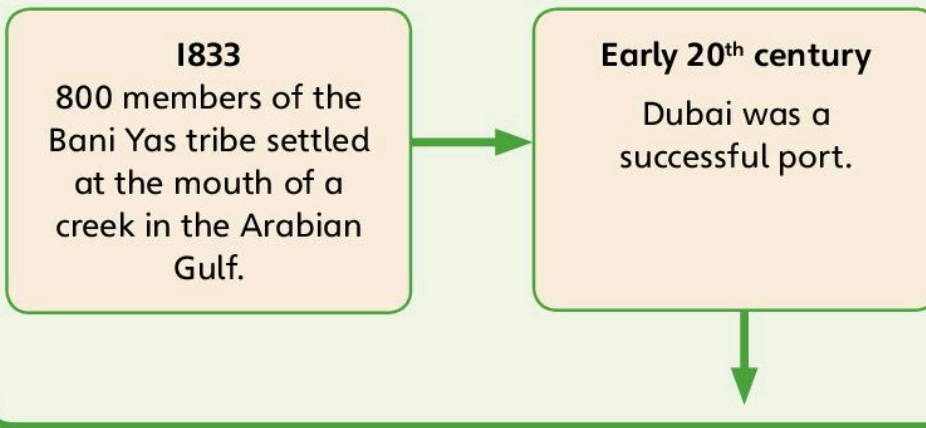 1833
800 members of the
Bani Yas tribe settled
at the mouth of a
creek in the Arabian
Gulf.
Early 20th century
Dubai was a
successful port.